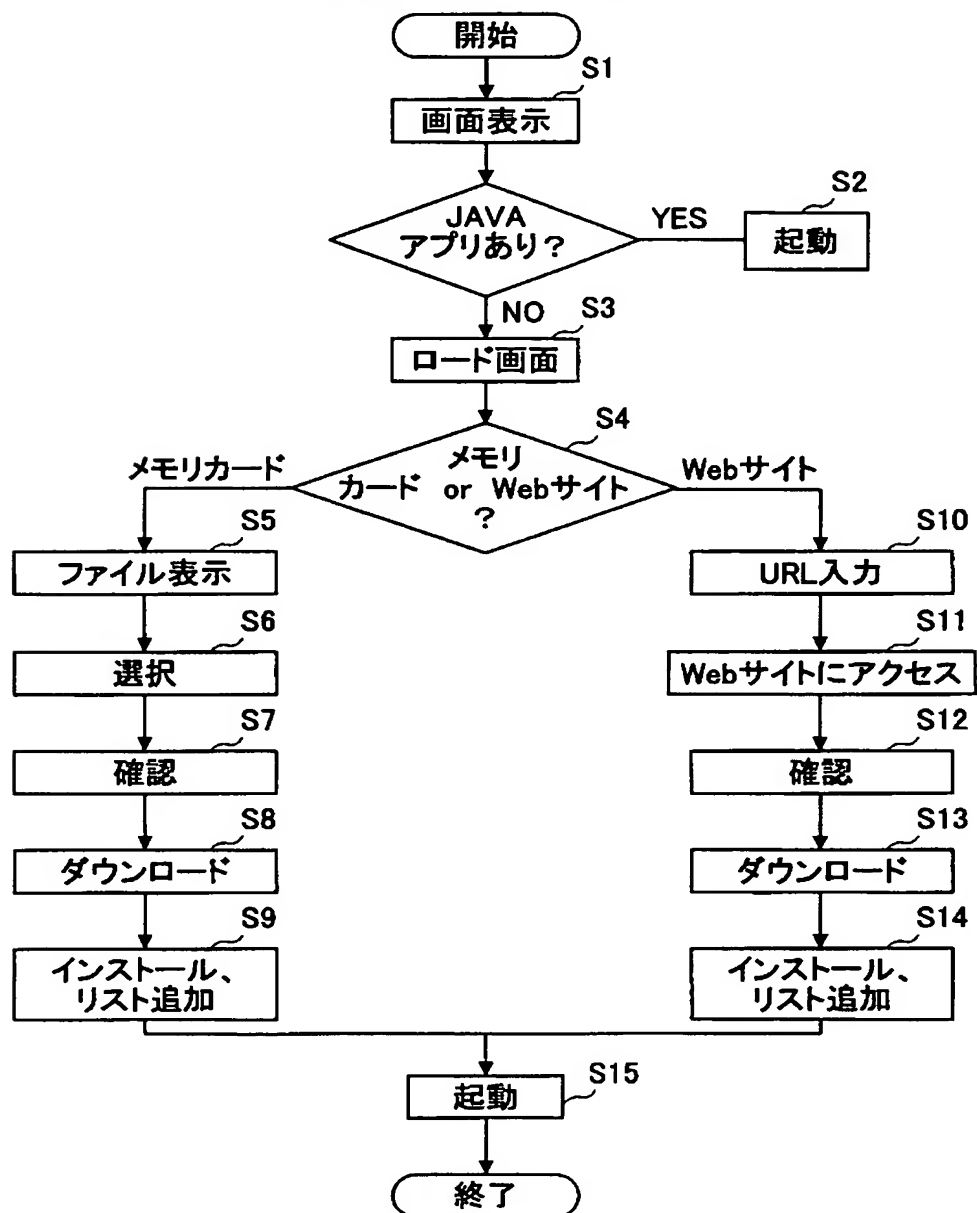 開始
S1
画面表示
JAVA
アプリあり?
YES
S2
起動
NO
S3
ロード画面
S4
メモリ
カード or Webサイト
?
メモリカード
Webサイト
S5
ファイル表示
S6
選択
S7
確認
S8
ダウンロード
S9
インストール、
リスト追加
S10
URL入力
S11
Webサイトにアクセス
S12
確認
S13
ダウンロード
S14
インストール、
リスト追加
S15
起動
終了